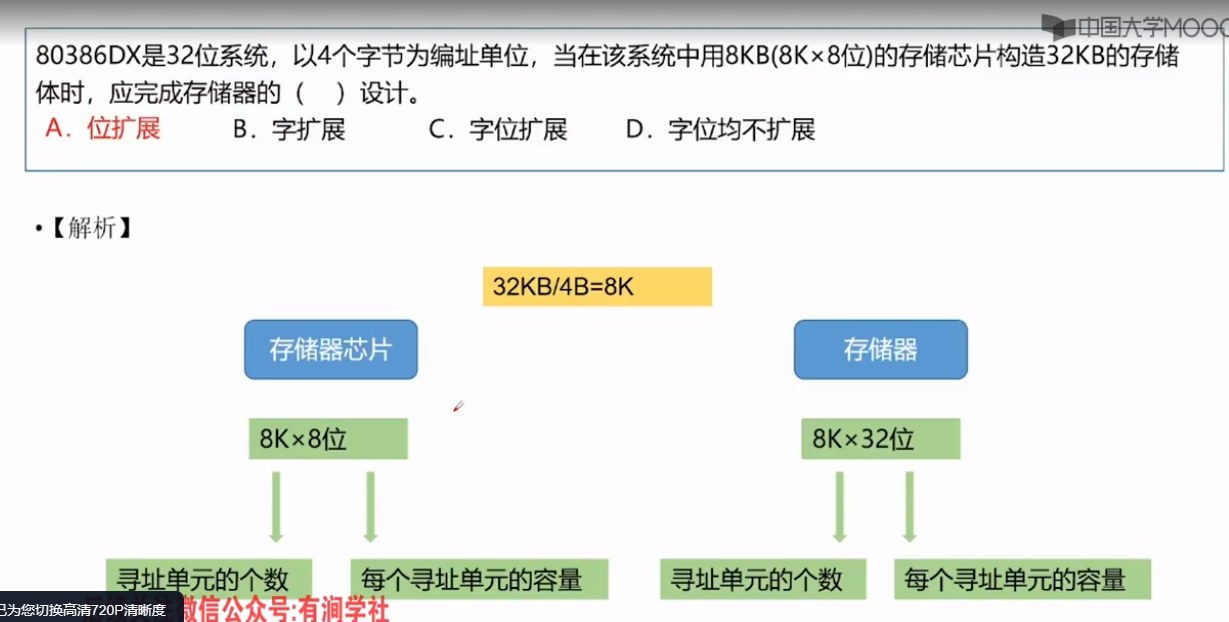 中国大学MOOC
80386DX是32位系统，以4个字节为编址单位，当在该系统中用8KB(8K×8位)的存储芯片构造32KB的存储
体时，应完成存储器的（　）设计。
A．位扩展 B．字扩展 C．字位扩展 D．字位均不扩展
•【解析】
32KB/4B=8K
存储器芯片 存储器
8K×8位 8K×32位
寻址单元的个数 每个寻址单元的容量 寻址单元的个数 每个寻址单元的容量
已为您切换高清720P清晰度 微信公众号:有涧学社